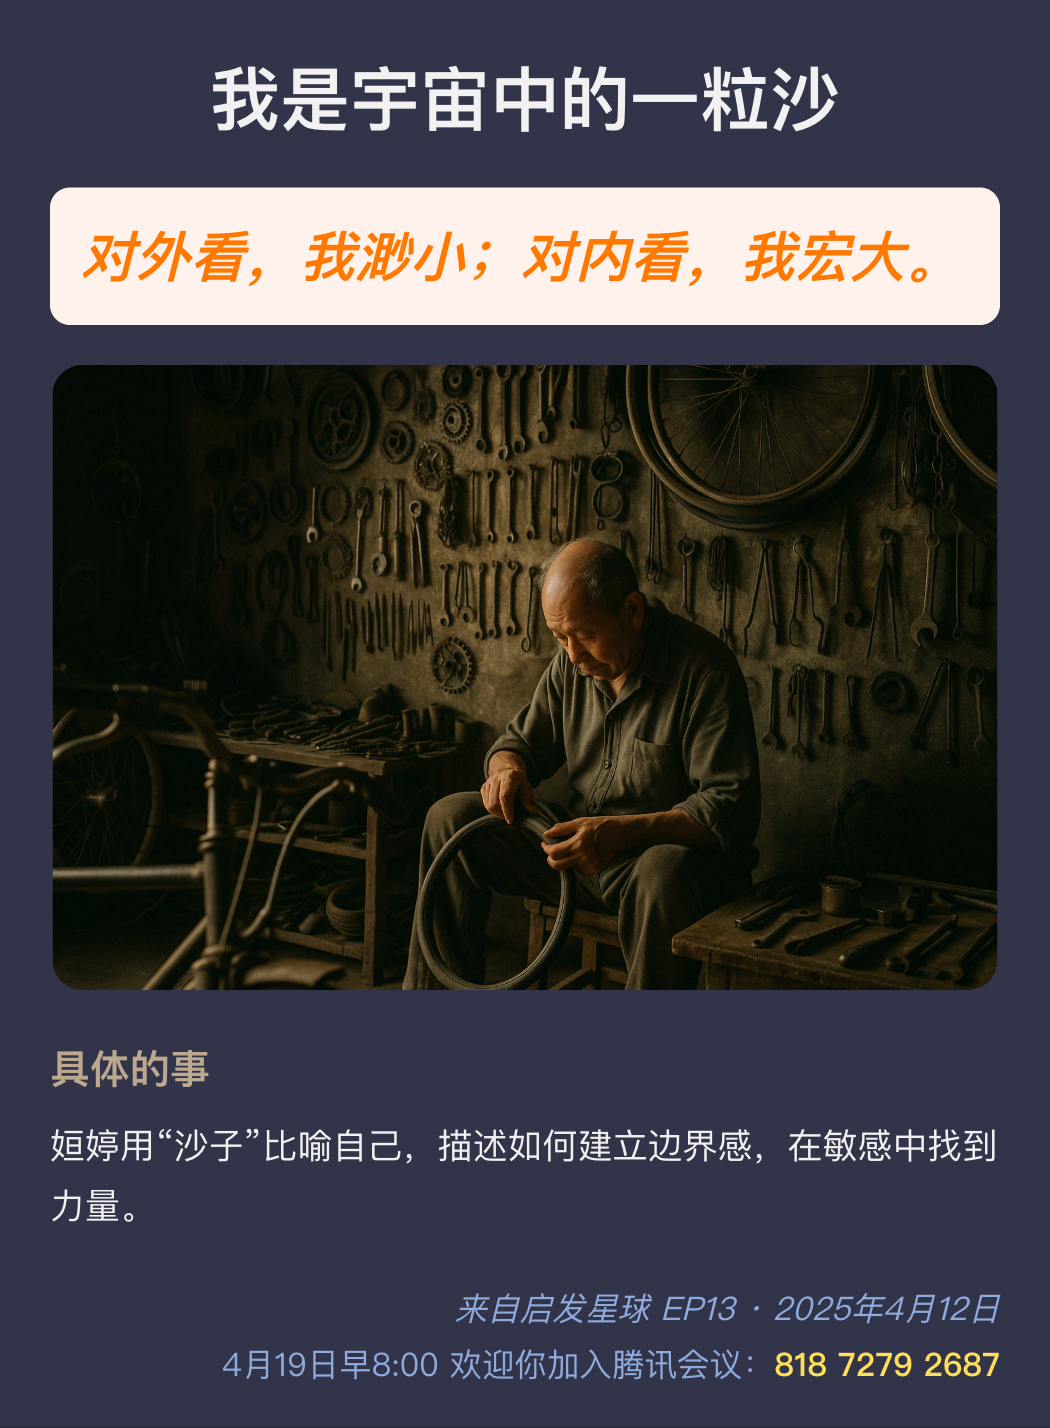 我是宇宙中的一粒沙
对外看，我渺小；对内看，我宏大。
具体的事
姮婷用“沙子”比喻自己，描述如何建立边界感，在敏感中找到
力量。
来自启发星球 EP13 · 2025年4月12日
4月19日早8:00 欢迎你加入腾讯会议：818 7279 2687